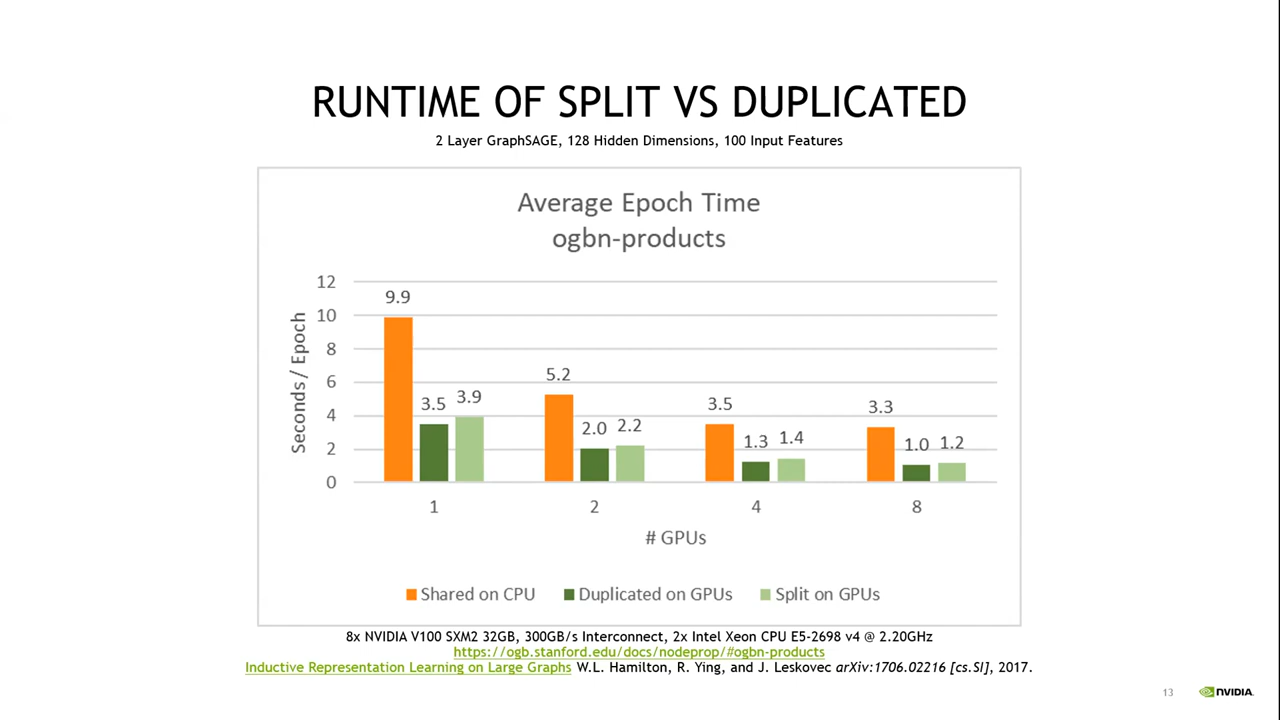 RUNTIME OF SPLIT VS DUPLICATED
2 Layer GraphSAGE, 128 Hidden Dimensions, 100 Input Features
Average Epoch Time
ogbn-products
Seconds / Epoch
12
10
8
6
4
2
0
9.9
3.5
3.9
5.2
2.0
2.2
3.5
1.3
1.4
3.3
1.0
1.2
1 2 4 8
# GPUs
Shared on CPU Duplicated on GPUs Split on GPUs
8x NVIDIA V100 SXM2 32GB, 300GB/s Interconnect, 2x Intel Xeon CPU E5-2698 v4 @ 2.20GHz
https://ogb.stanford.edu/docs/nodeprop/#ogbn-products
Inductive Representation Learning on Large Graphs W.L. Hamilton, R. Ying, and J. Leskovec arXiv:1706.02216 [cs.SI], 2017.
13 NVIDIA.